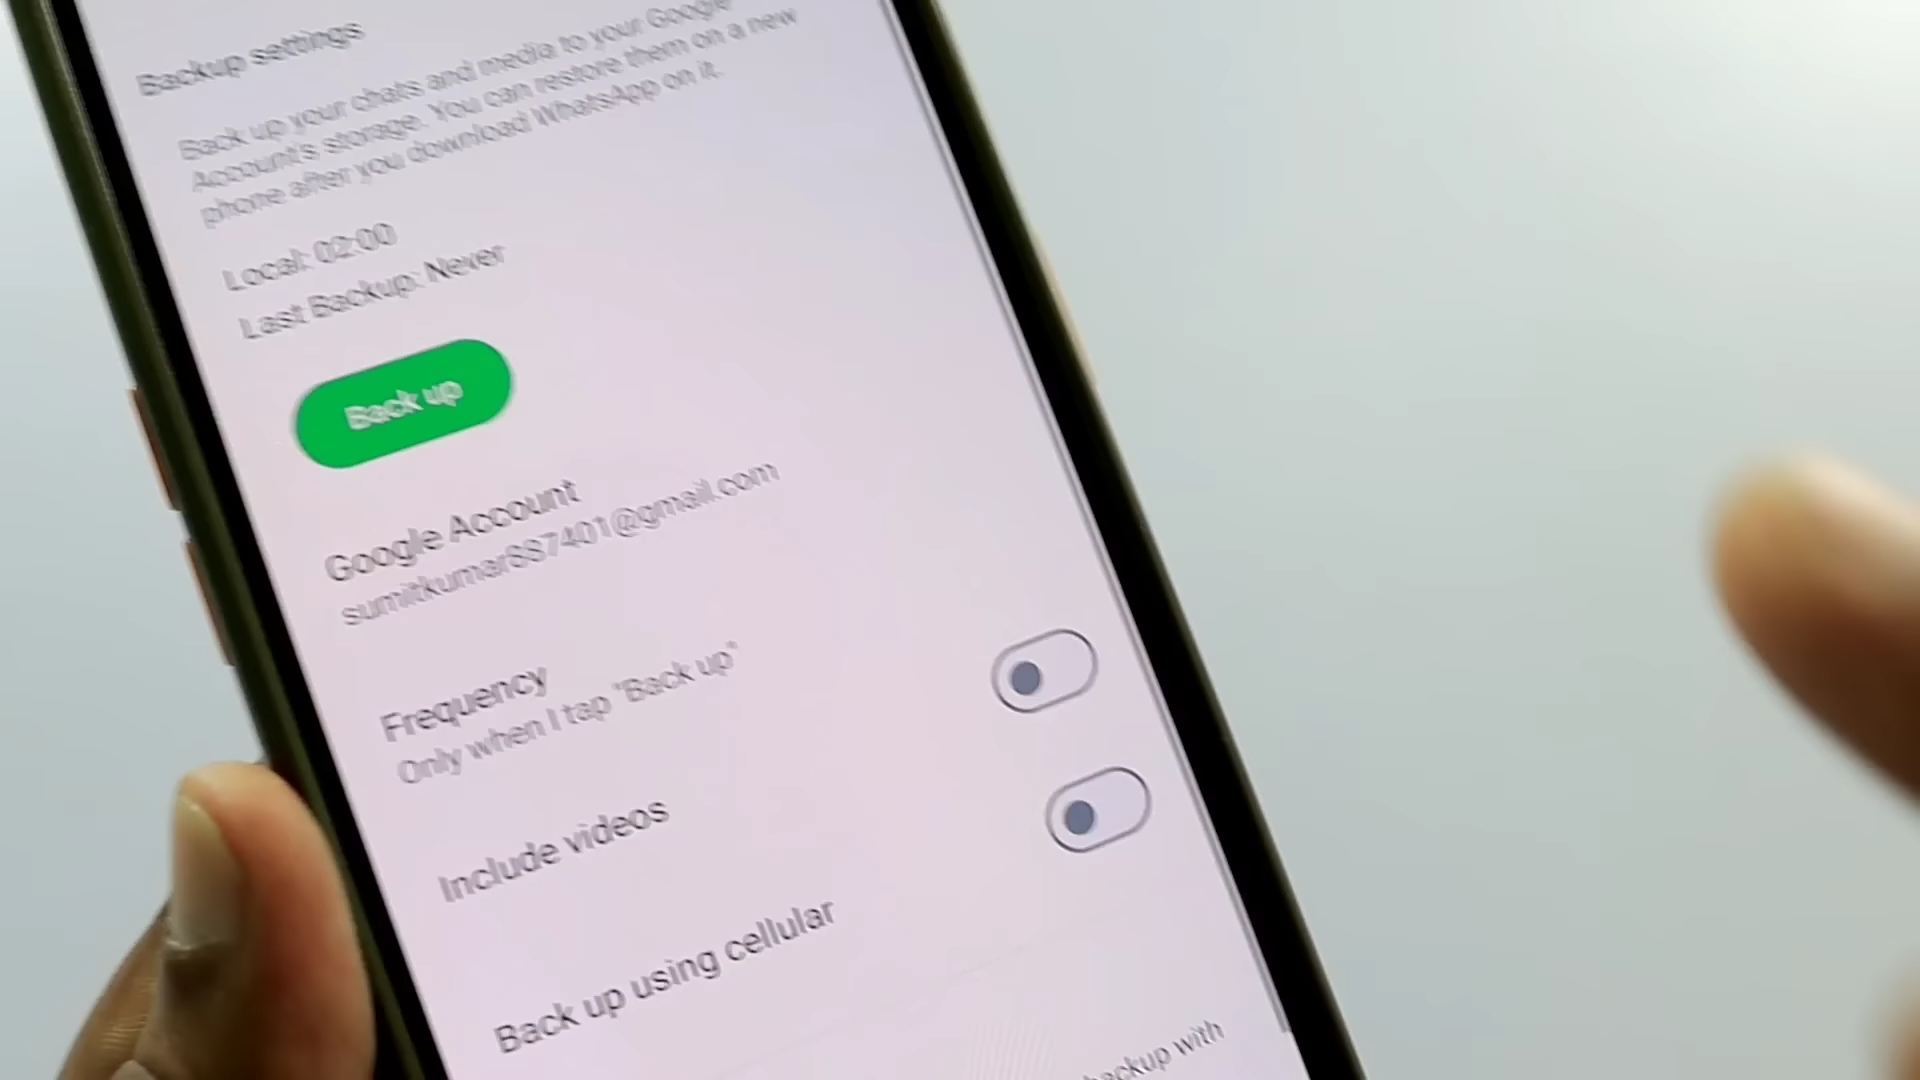 Backup settings
Back up your chats and media to your Google
Account's storage. You can restore them on a new
phone after you download WhatsApp on it.
Local: 02:00
Last Backup: Never
Back up
Google Account
sumitkumar887401@gmail.com
Frequency
Only when I tap "Back up"
Include videos
Back up using cellular
backup with